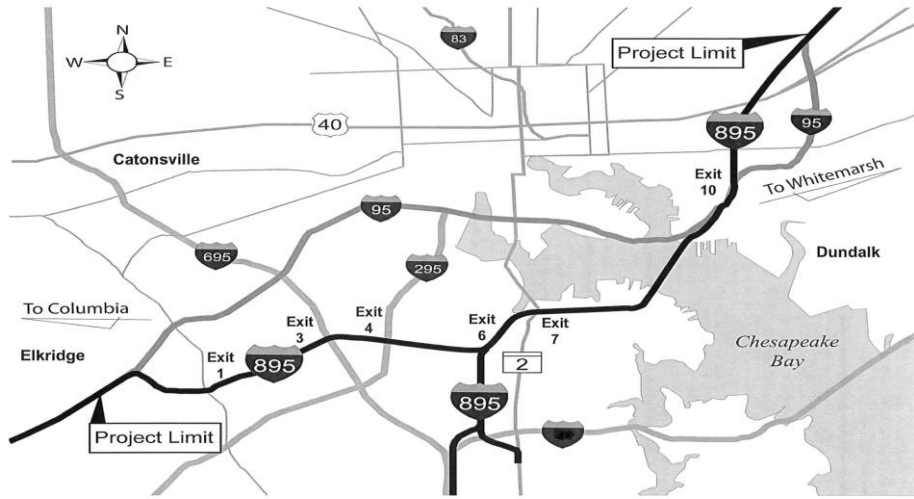 N
W E
S
83
Project Limit
40
895
95
Catonsville
Exit
10
To Whitemarsh
95
695
295
Dundalk
To Columbia
Exit
3
Exit
4
Exit
6
Exit
7
Elkridge
Exit
1
895
2
Chesapeake
Bay
895
Project Limit